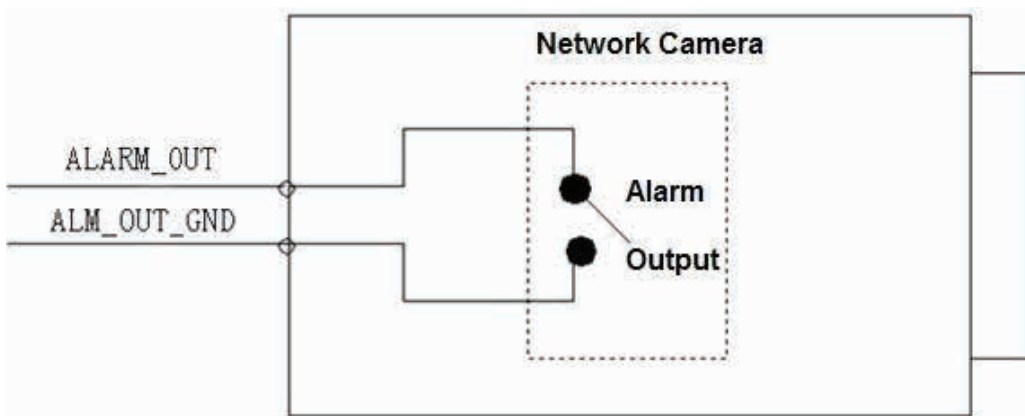 Network Camera
ALARM_OUT
Alarm
ALM_OUT_GND
Output